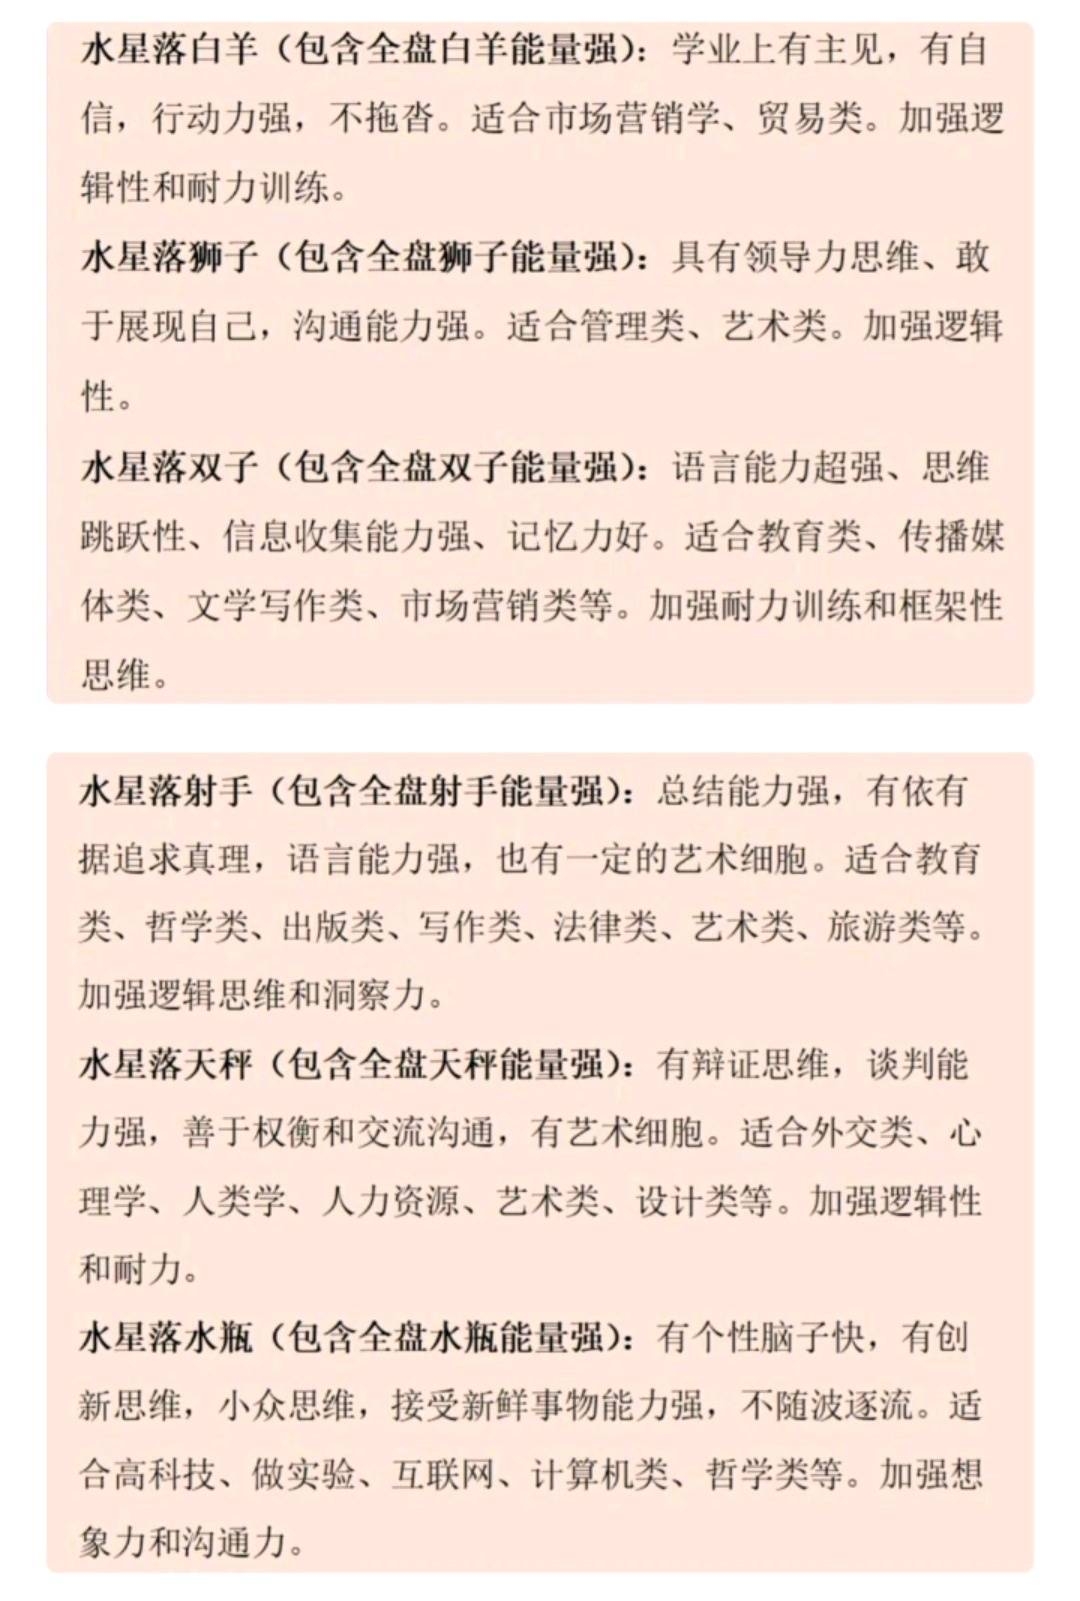 水星落白羊（包含全盘白羊能量强）：学业上有主见，有自
信，行动力强，不拖沓。适合市场营销学、贸易类。加强逻
辑性和耐力训练。
水星落狮子（包含全盘狮子能量强）：具有领导力思维、敢
于展现自己，沟通能力强。适合管理类、艺术类。加强逻辑
性。
水星落双子（包含全盘双子能量强）：语言能力超强、思维
跳跃性、信息收集能力强、记忆力好。适合教育类、传播媒
体类、文学写作类、市场营销类等。加强耐力训练和框架性
思维。
水星落射手（包含全盘射手能量强）：总结能力强，有依有
据追求真理，语言能力强，也有一定的艺术细胞。适合教育
类、哲学类、出版类、写作类、法律类、艺术类、旅游类等。
加强逻辑思维和洞察力。
水星落天秤（包含全盘天秤能量强）：有辩证思维，谈判能
力强，善于权衡和交流沟通，有艺术细胞。适合外交类、心
理学、人类学、人力资源、艺术类、设计类等。加强逻辑性
和耐力。
水星落水瓶（包含全盘水瓶能量强）：有个性脑子快，有创
新思维，小众思维，接受新鲜事物能力强，不随波逐流。适
合高科技、做实验、互联网、计算机类、哲学类等。加强想
象力和沟通力。